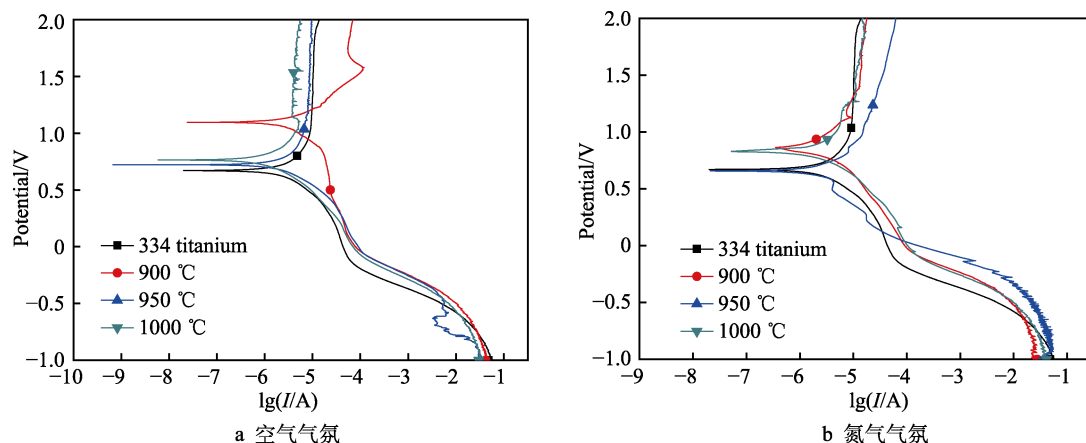 2.0
1.5
1.0
0.5
0
−0.5
−1.0
Potential/V
334 titanium
900 ℃
950 ℃
1000 ℃
−10 −9 −8 −7 −6 −5 −4 −3 −2 −1
lg(I/A)
a 空气气氛
2.0
1.5
1.0
0.5
0
−0.5
−1.0
Potential/V
334 titanium
900 ℃
950 ℃
1000 ℃
−9 −8 −7 −6 −5 −4 −3 −2 −1
lg(I/A)
b 氮气气氛